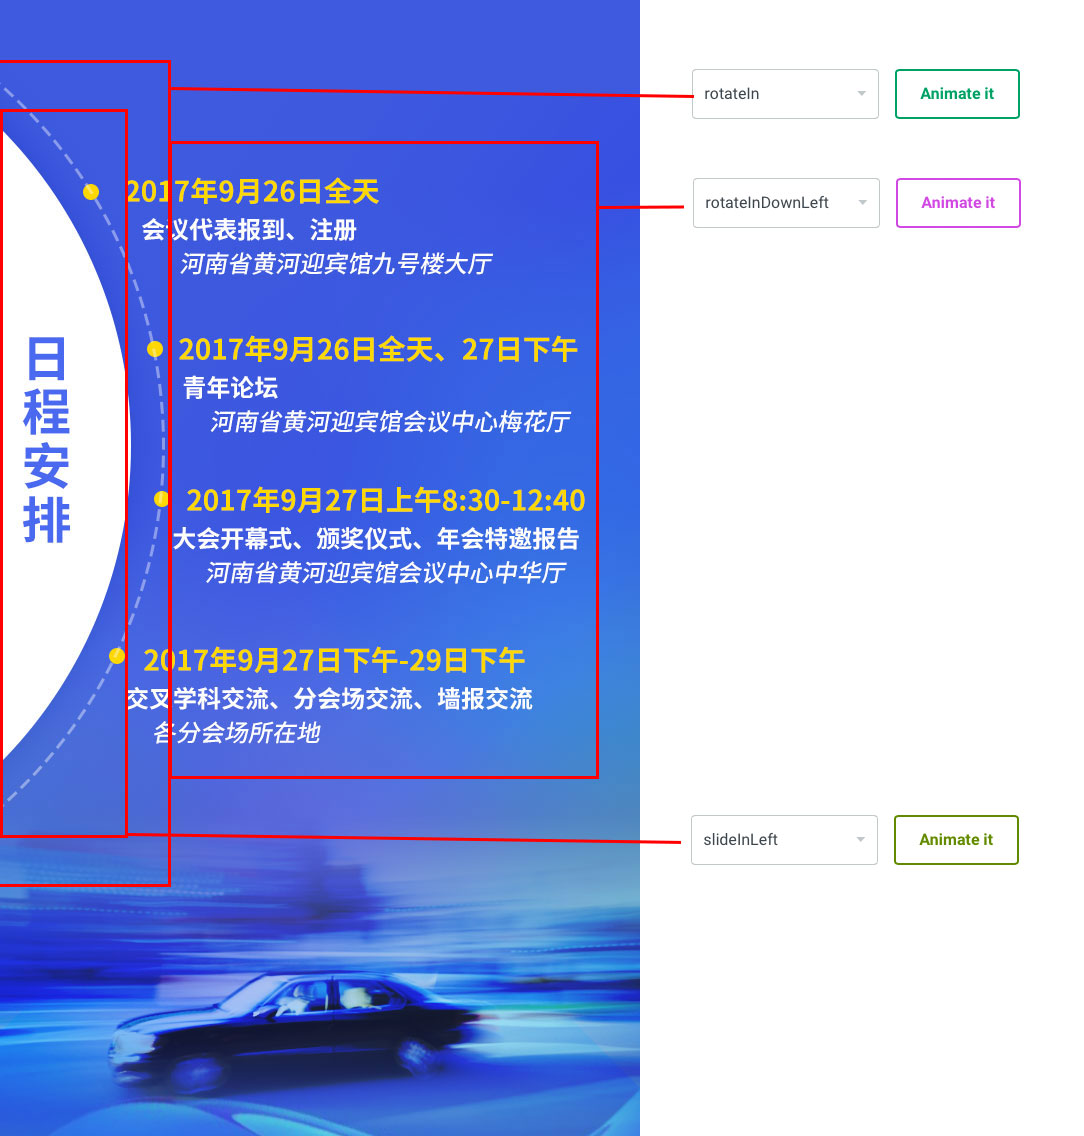 rotateIn
Animate it
2017年9月26日全天
会议代表报到、注册
河南省黄河迎宾馆九号楼大厅
rotateInDownLeft
Animate it
日程安排
2017年9月26日全天、27日下午
青年论坛
河南省黄河迎宾馆会议中心梅花厅
2017年9月27日上午8:30-12:40
大会开幕式、颁奖仪式、年会特邀报告
河南省黄河迎宾馆会议中心中华厅
2017年9月27日下午-29日下午
交叉学科交流、分会场交流、墙报交流
各分会场所在地
slideInLeft
Animate it